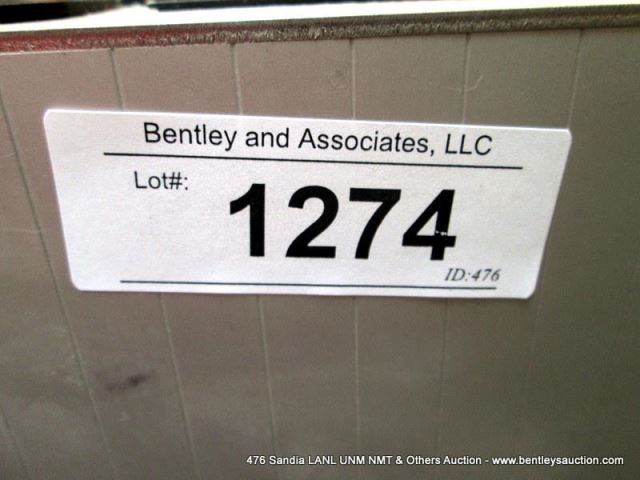 Bentley and Associates, LLC
Lot#:
1274
ID:476
476 Sandia LANL UNM NMT & Others Auction - www.bentleysauction.com